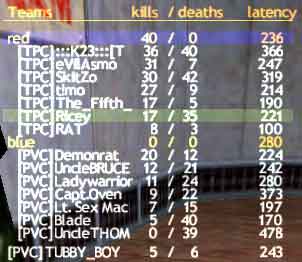 Teams kills / deaths latency
red 40 / 0 236
[TPC]:::K23:::[T 36 / 40 366
[TPC]eVilAsmo 31 / 7 247
[TPC]SkitZo 30 / 42 319
[TPC]timo 27 / 9 214
[TPC]The_Fifth_ 17 / 5 190
[TPC]Ricey 17 / 35 221
[TPC]RAT 8 / 3 100
blue 0 / 0 280
[PVC]Demonrat 20 / 12 224
[PVC]UncleBRUCE 12 / 21 242
[PVC]Ladywarrior 11 / 24 280
[PVC]Capt.Oven 9 / 22 373
[PVC]Lt. Sex Mac 7 / 15 197
[PVC]Blade 5 / 40 170
[PVC]UncleTHOM 0 / 39 478
[PVC]TUBBY_BOY 5 / 6 243